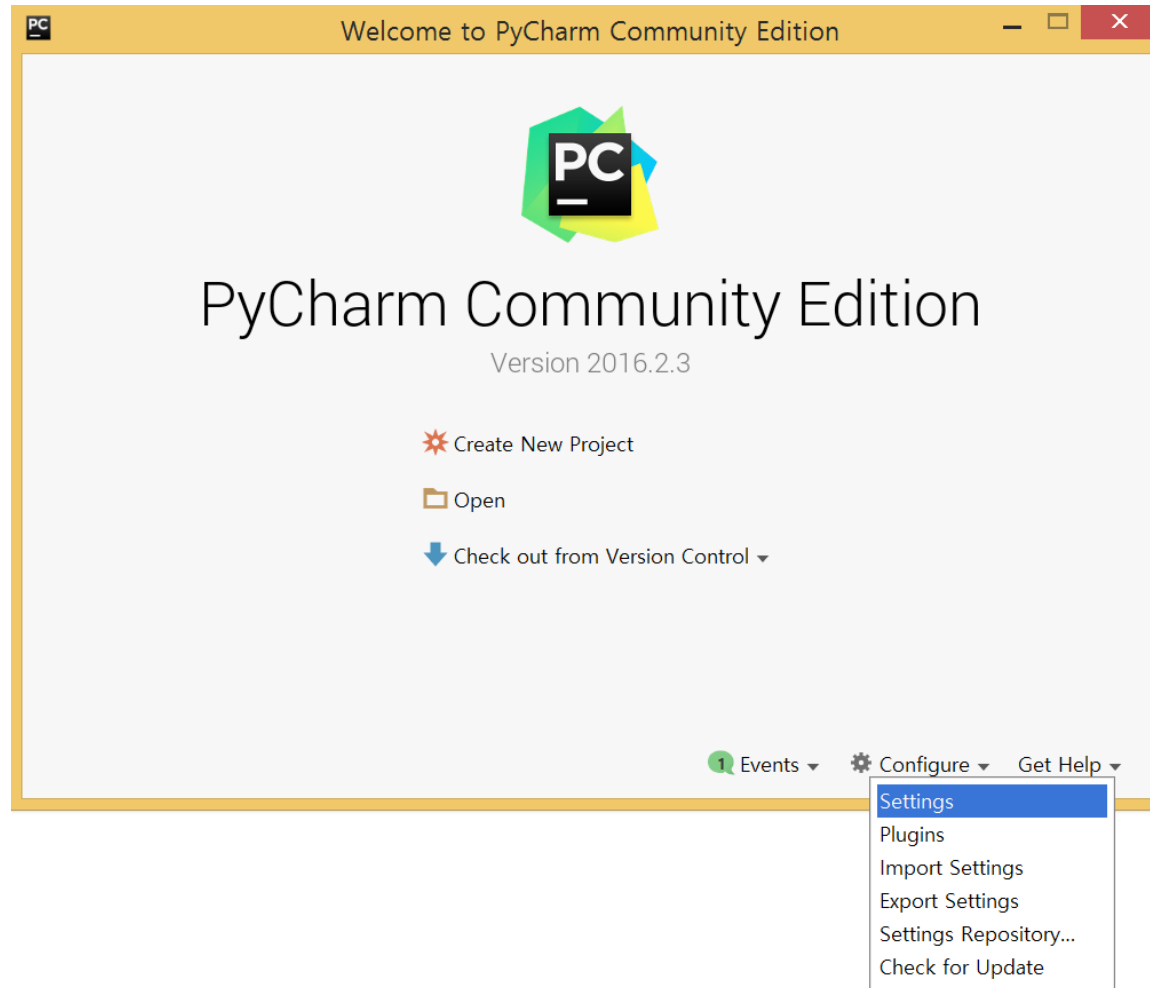 PC
Welcome to PyCharm Community Edition
PC
PyCharm Community Edition
Version 2016.2.3
Create New Project
Open
Check out from Version Control
1 Events Configure Get Help
Settings
Plugins
Import Settings
Export Settings
Settings Repository...
Check for Update